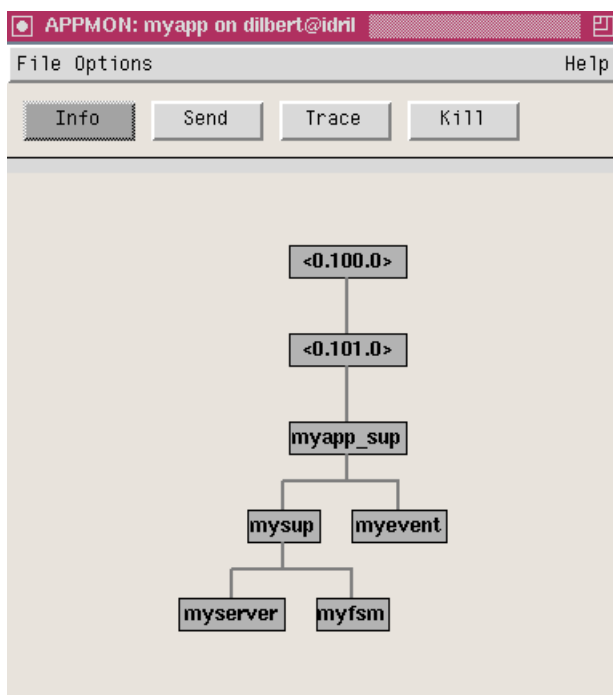 APPMON: myapp on dilbert@idril
File Options Help
Info Send Trace Kill
<0.100.0>
<0.101.0>
myapp_sup
mysup myevent
myserver myfsm